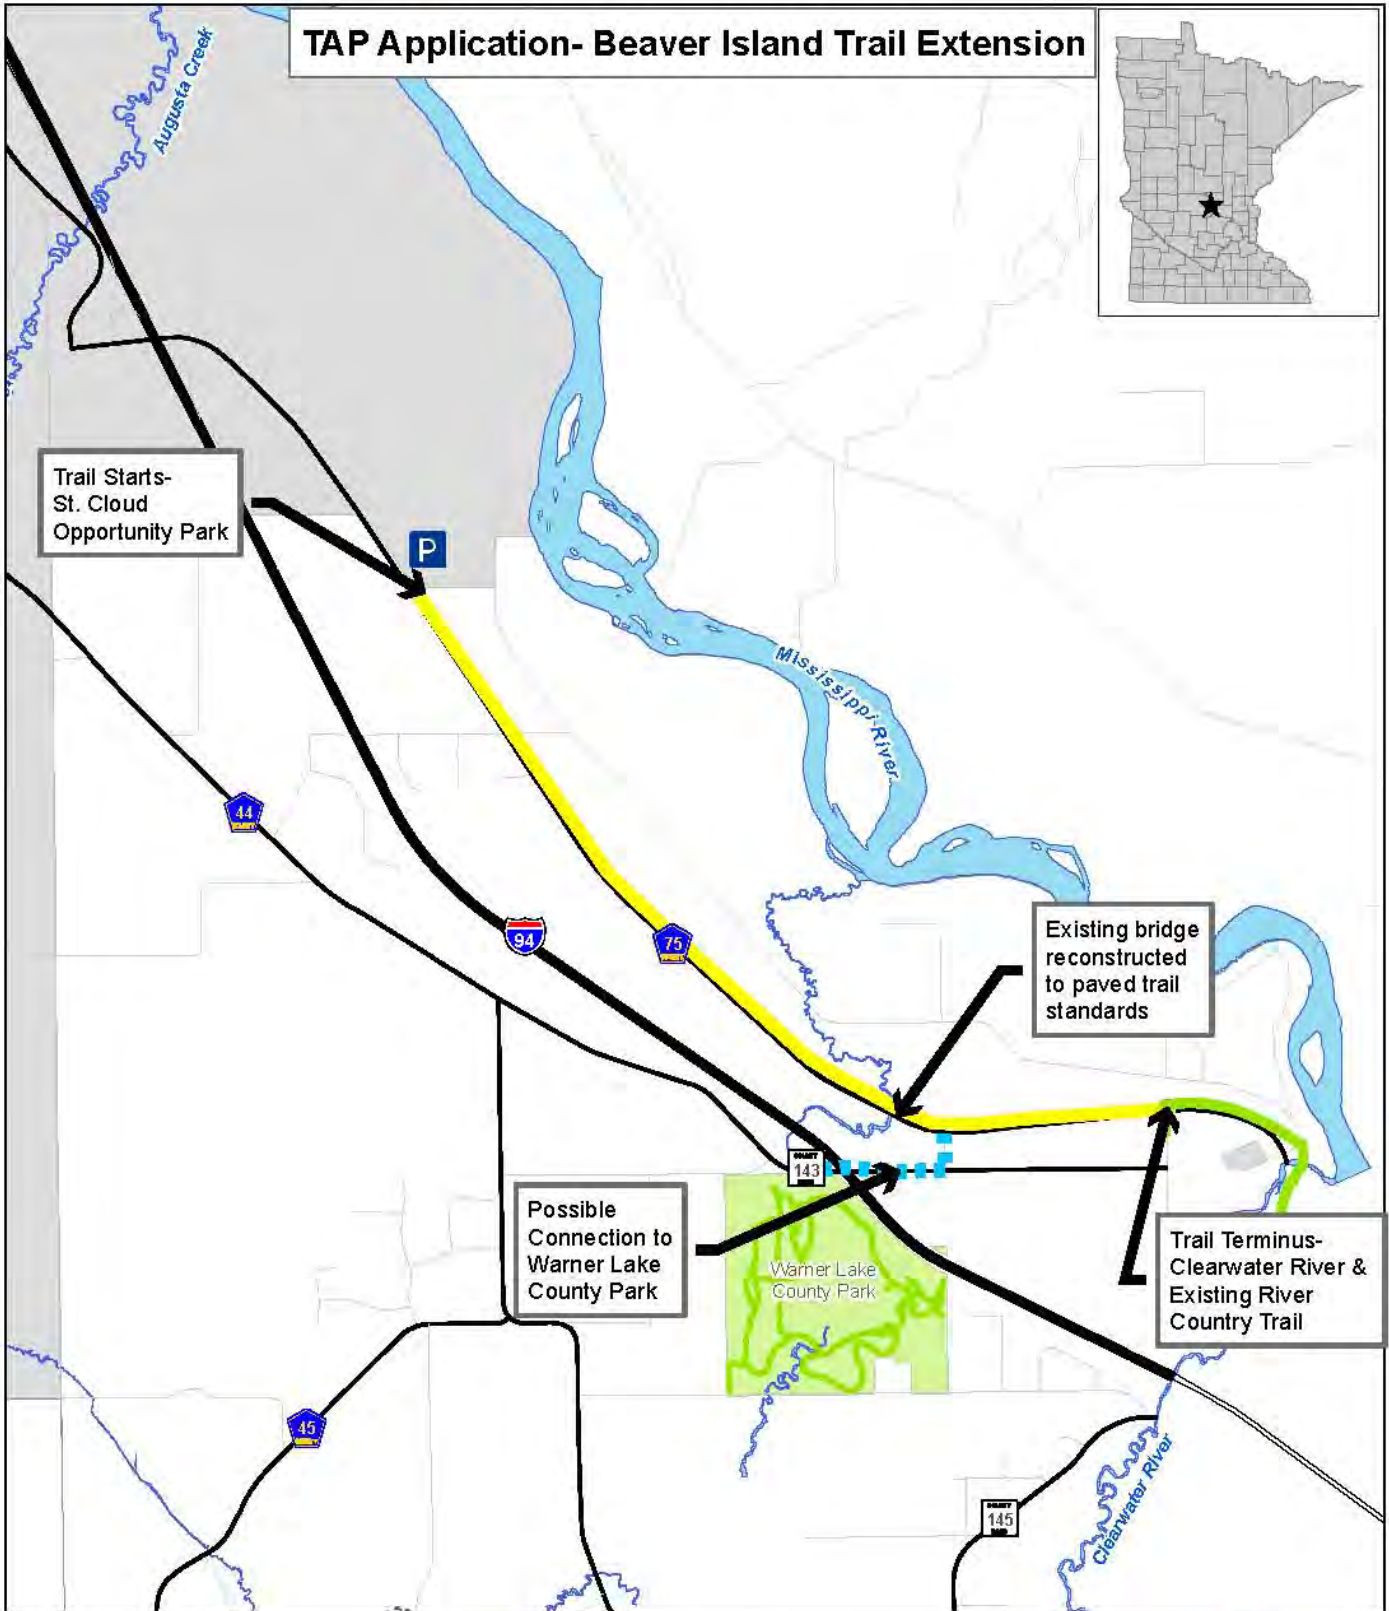 TAP Application- Beaver Island Trail Extension
Augusta Creek
Trail Starts-
St. Cloud
Opportunity Park
P
Mississippi River
44
94
75
Existing bridge
reconstructed
to paved trail
standards
143
Possible
Connection to
Warner Lake
County Park
Warner Lake
County Park
Trail Terminus-
Clearwater River &
Existing River
Country Trail
45
145
Clearwater River